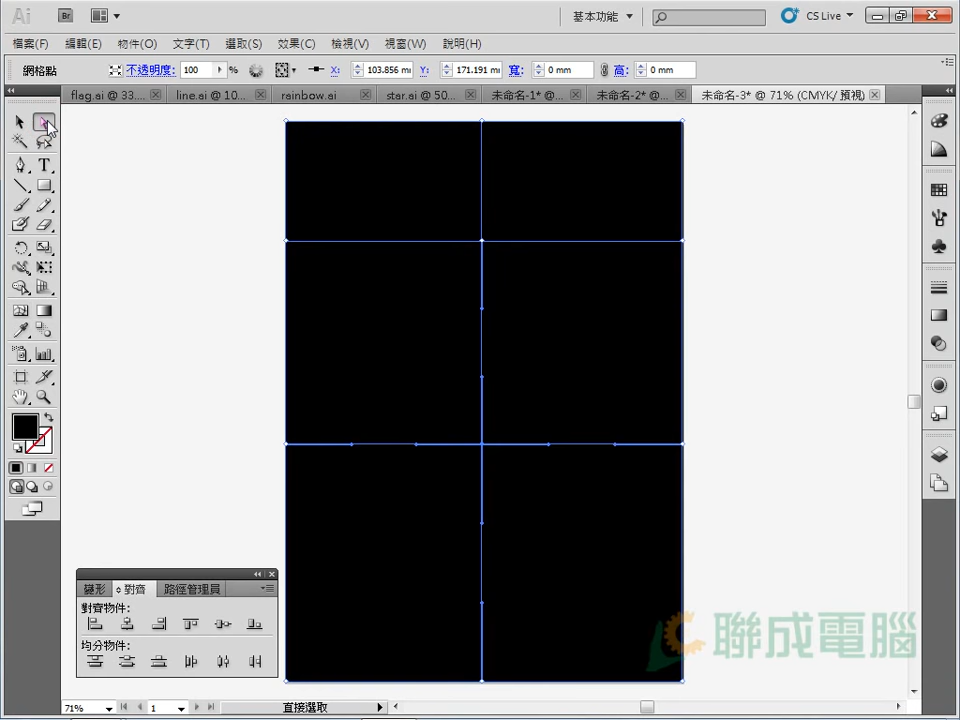 Ai Br 基本功能 CS Live
檔案(F) 編輯(E) 物件(O) 文字(T) 選取(S) 效果(C) 檢視(V) 視窗(W) 說明(H)
網格點 不透明度: 100 % X: 103.856 m Y: 171.191 m 寬: 0 mm 高: 0 mm
flag.ai @ 33.... line.ai @ 10... rainbow.ai star.ai @ 50... 未命名-1* @... 未命名-2* @... 未命名-3* @ 71% (CMYK/預視)
T
變形 對齊 路徑管理員
對齊物件:
均分物件:
聯成電腦
71% 1 直接選取